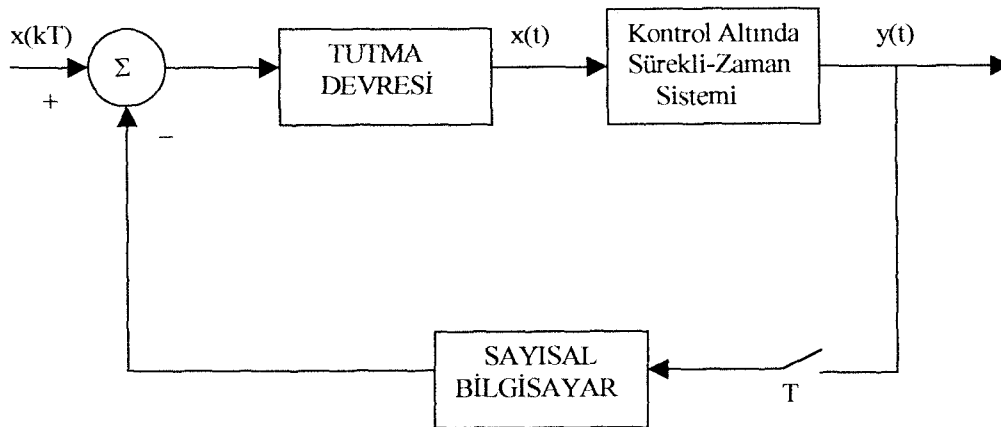 x(kT)
+
Σ
−
TUTMA
DEVRESİ
x(t)
Kontrol Altında
Sürekli-Zaman
Sistemi
y(t)
SAYISAL
BİLGİSAYAR
T